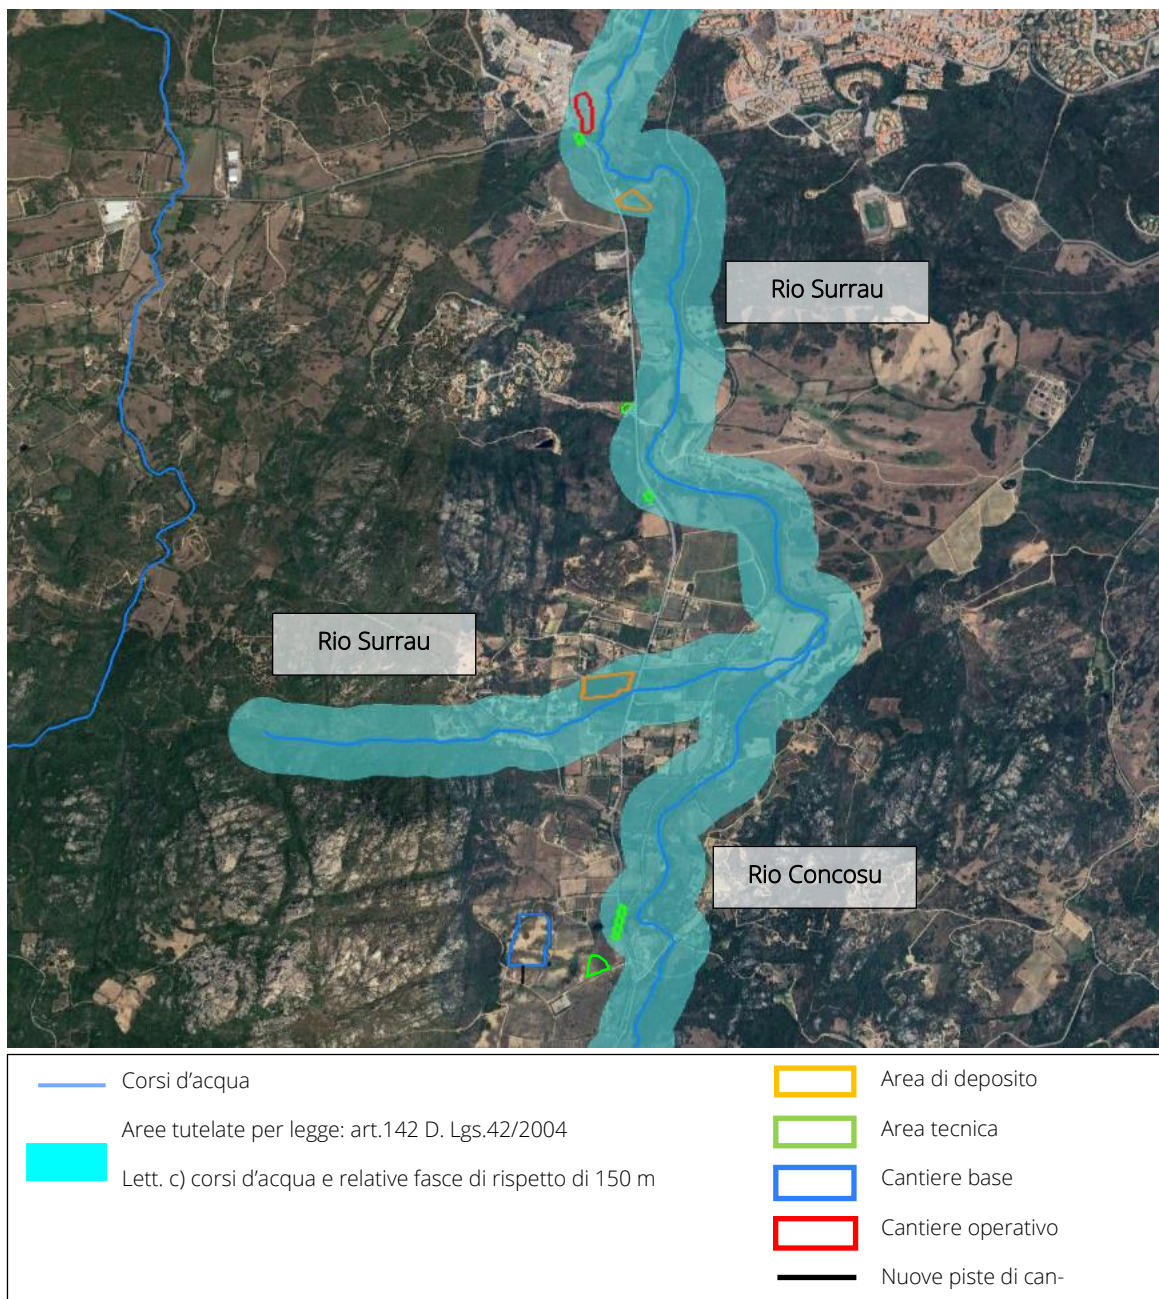 Rio Surrau
Rio Surrau
Rio Concosu
Corsi d’acqua
Aree tutelate per legge: art.142 D. Lgs.42/2004
Lett. c) corsi d’acqua e relative fasce di rispetto di 150 m
Area di deposito
Area tecnica
Cantiere base
Cantiere operativo
Nuove piste di can-